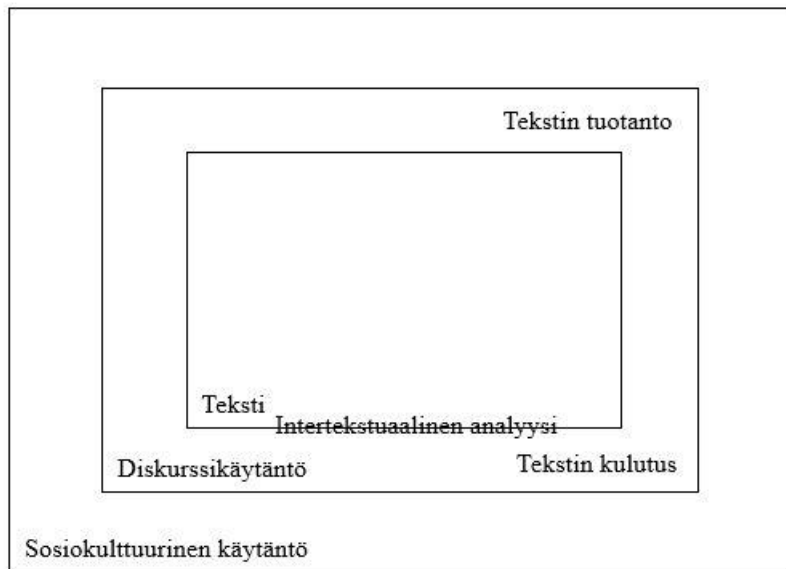 Tekstin tuotanto
Teksti
Intertekstuaalinen analyysi
Diskurssikäytäntö
Tekstin kulutus
Sosiokulttuurinen käytäntö